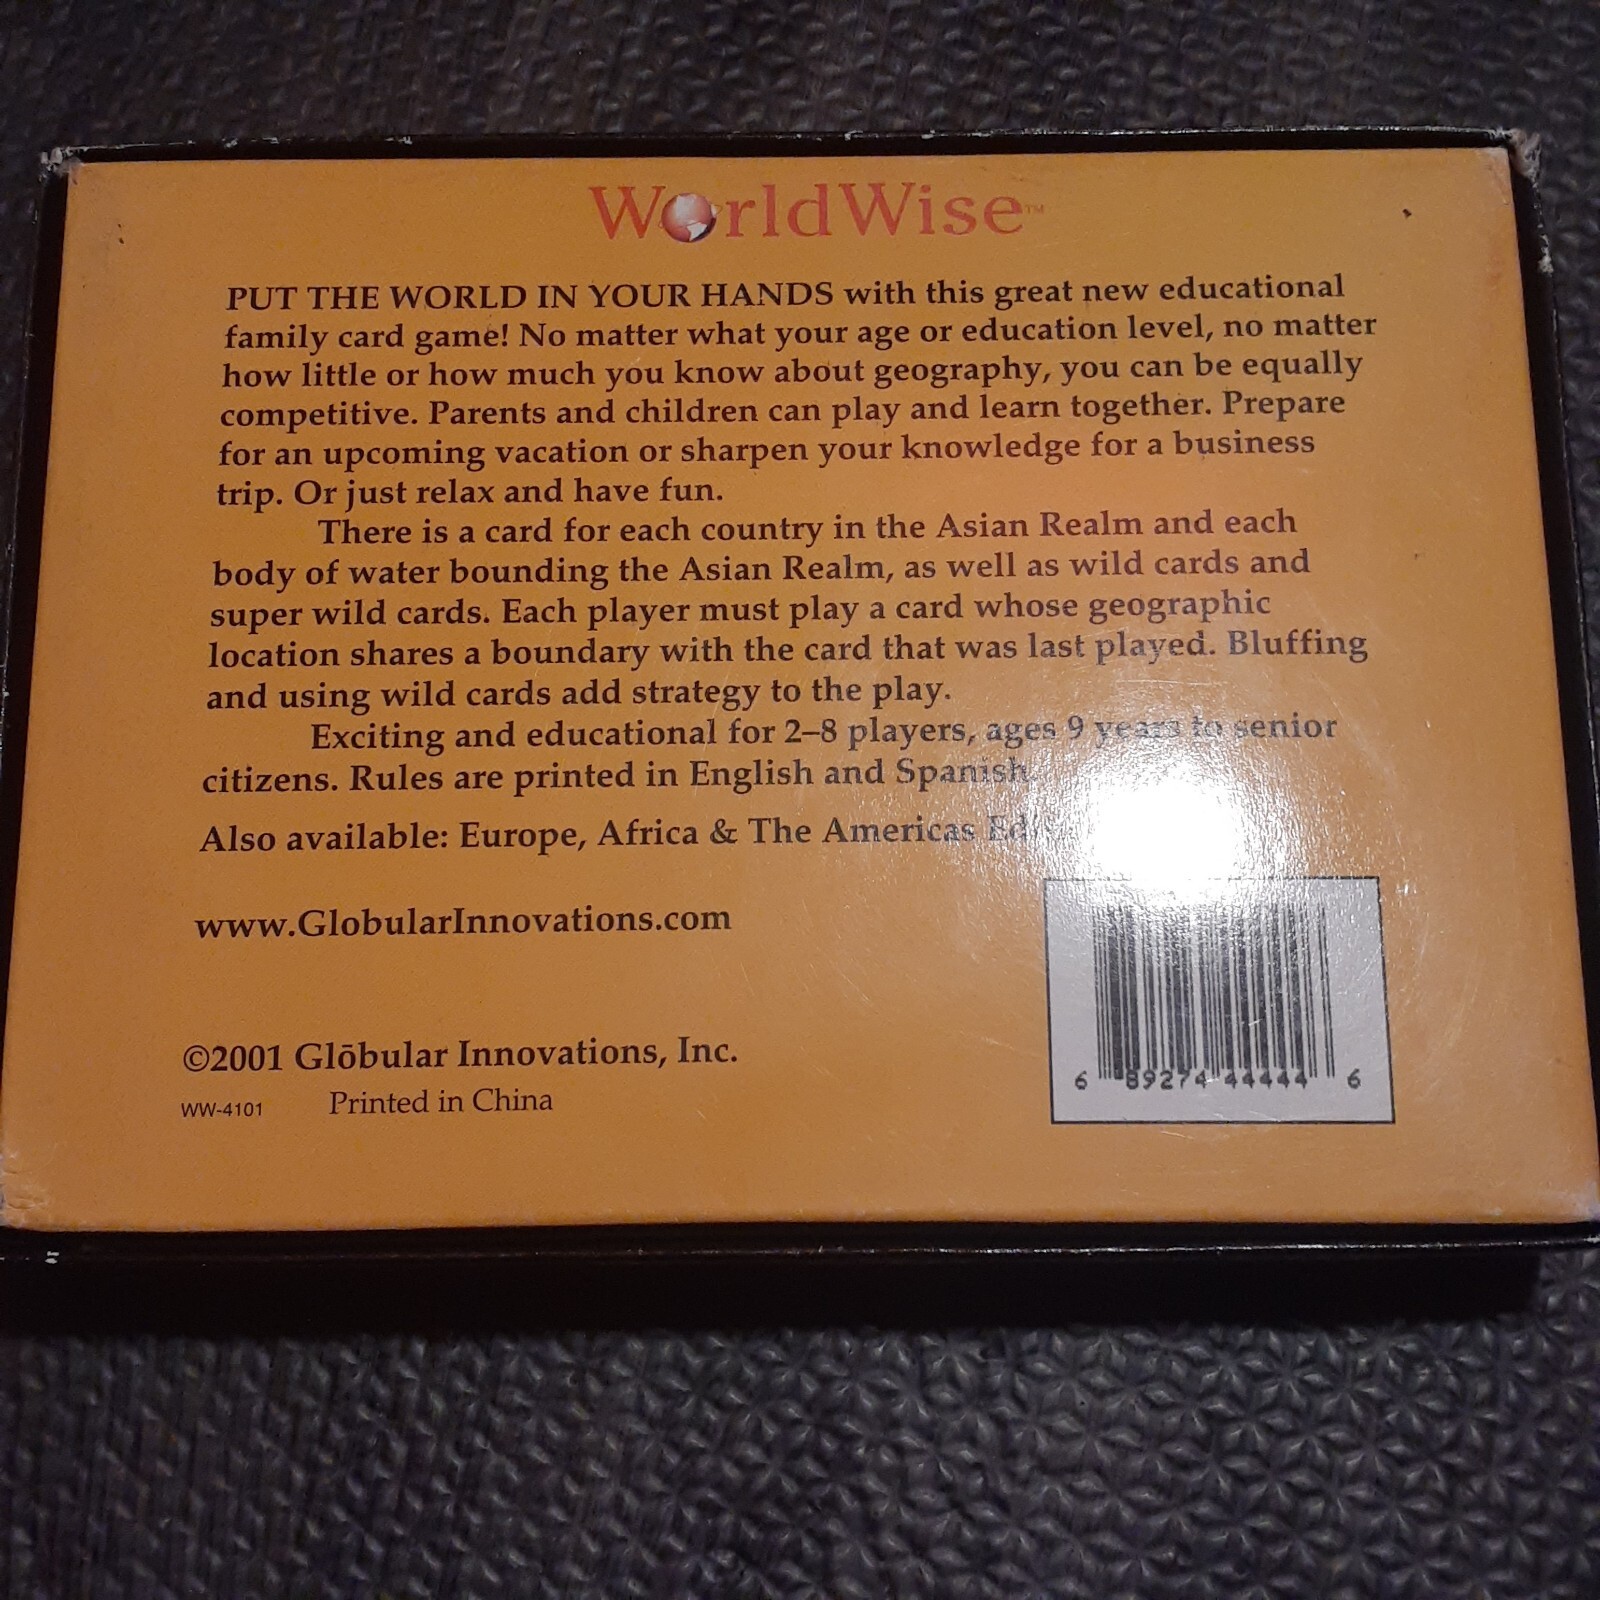 WorldWise™
PUT THE WORLD IN YOUR HANDS with this great new educational
family card game! No matter what your age or education level, no matter
how little or how much you know about geography, you can be equally
competitive. Parents and children can play and learn together. Prepare
for an upcoming vacation or sharpen your knowledge for a business
trip. Or just relax and have fun.
There is a card for each country in the Asian Realm and each
body of water bounding the Asian Realm, as well as wild cards and
super wild cards. Each player must play a card whose geographic
location shares a boundary with the card that was last played. Bluffing
and using wild cards add strategy to the play.
Exciting and educational for 2–8 players, ages 9 years to senior
citizens. Rules are printed in English and Spanish
Also available: Europe, Africa & The Americas
www.GlobularInnovations.com
©2001 Glōbular Innovations, Inc.
WW-4101 Printed in China
6 89274 44444 6